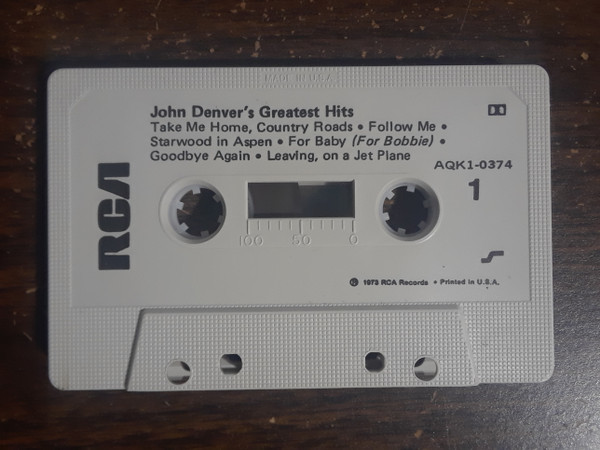 MADE IN U.S.A.
John Denver's Greatest Hits
Take Me Home, Country Roads • Follow Me •
Starwood in Aspen • For Baby (For Bobbie) •
Goodbye Again • Leaving, on a Jet Plane
AQK1-0374
1
RCA
100 50 0
℗ 1973 RCA Records • Printed in U.S.A.